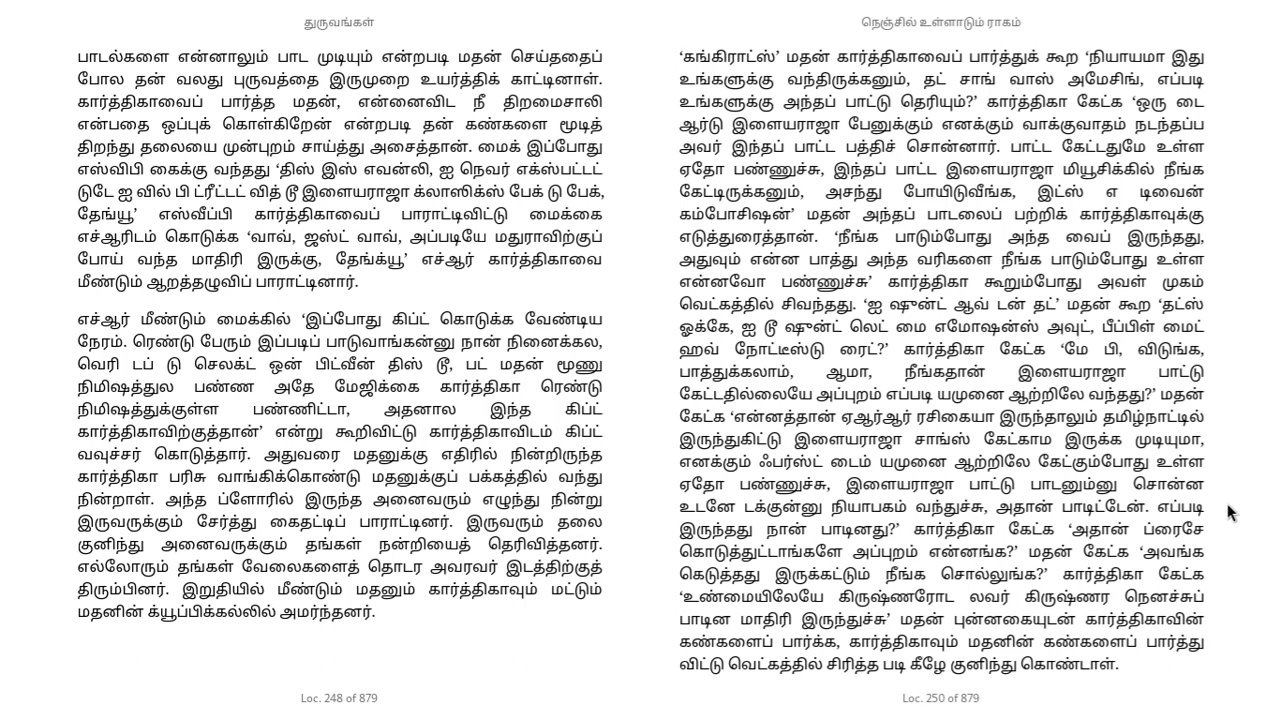 துருவங்கள்
பாடல்களை என்னாலும் பாட முடியும் என்றபடி மதன் செய்ததைப்
போல தன் வலது புருவத்தை இருமுறை உயர்த்திக் காட்டினாள்.
கார்த்திகாவைப் பார்த்த மதன், என்னைவிட நீ திறமைசாலி
என்பதை ஒப்புக் கொள்கிறேன் என்றபடி தன் கண்களை மூடித்
திறந்து தலையை முன்புறம் சாய்த்து அசைத்தான். மைக் இப்போது
எஸ்விபி கைக்கு வந்தது ‘திஸ் இஸ் எவன்லி, ஐ நெவர் எக்ஸ்பட்டட்
டுடே ஐ வில் பி ட்ரீட்டட் வித் டூ இளையராஜா க்லாஸிக்ஸ் பேக் டு பேக்,
தேங்யூ’ எஸ்வீப்பி கார்த்திகாவைப் பாராட்டிவிட்டு மைக்கை
எச்ஆரிடம் கொடுக்க ‘வாவ், ஜஸ்ட் வாவ், அப்படியே மதுராவிற்குப்
போய் வந்த மாதிரி இருக்கு, தேங்க்யூ’ எச்ஆர் கார்த்திகாவை
மீண்டும் ஆறத்தழுவிப் பாராட்டினார்.
எச்ஆர் மீண்டும் மைக்கில் ‘இப்போது கிப்ட் கொடுக்க வேண்டிய
நேரம். ரெண்டு பேரும் இப்படிப் பாடுவாங்கன்னு நான் நினைக்கல,
வெரி டப் டு செலக்ட் ஒன் பிட்வீன் திஸ் டூ, பட் மதன் மூணு
நிமிஷத்துல பண்ண அதே மேஜிக்கை கார்த்திகா ரெண்டு
நிமிஷத்துக்குள்ள பண்ணிட்டா, அதனால இந்த கிப்ட்
கார்த்திகாவிற்குத்தான்’ என்று கூறிவிட்டு கார்த்திகாவிடம் கிப்ட்
வவுச்சர் கொடுத்தார். அதுவரை மதனுக்கு எதிரில் நின்றிருந்த
கார்த்திகா பரிசு வாங்கிக்கொண்டு மதனுக்குப் பக்கத்தில் வந்து
நின்றாள். அந்த ப்ளோரில் இருந்த அனைவரும் எழுந்து நின்று
இருவருக்கும் சேர்த்து கைதட்டிப் பாராட்டினர். இருவரும் தலை
குனிந்து அனைவருக்கும் தங்கள் நன்றியைத் தெரிவித்தனர்.
எல்லோரும் தங்கள் வேலைகளைத் தொடர அவரவர் இடத்திற்குத்
திரும்பினர். இறுதியில் மீண்டும் மதனும் கார்த்திகாவும் மட்டும்
மதனின் க்யூப்பிக்கல்லில் அமர்ந்தனர்.
Loc. 248 of 879
நெஞ்சில் உள்ளாடும் ராகம்
‘கங்கிராட்ஸ்’ மதன் கார்த்திகாவைப் பார்த்துக் கூற ‘நியாயமா இது
உங்களுக்கு வந்திருக்கனும், தட் சாங் வாஸ் அமேசிங், எப்படி
உங்களுக்கு அந்தப் பாட்டு தெரியும்?’ கார்த்திகா கேட்க ‘ஒரு டை
ஆர்டு இளையராஜா பேனுக்கும் எனக்கும் வாக்குவாதம் நடந்தப்ப
அவர் இந்தப் பாட்ட பத்திச் சொன்னார். பாட்ட கேட்டதுமே உள்ள
ஏதோ பண்ணுச்சு, இந்தப் பாட்ட இளையராஜா மியூசிக்கில் நீங்க
கேட்டிருக்கனும், அசந்து போயிடுவீங்க, இட்ஸ் எ டிவைன்
கம்போசிஷன்’ மதன் அந்தப் பாடலைப் பற்றிக் கார்த்திகாவுக்கு
எடுத்துரைத்தான். ‘நீங்க பாடும்போது அந்த வைப் இருந்தது,
அதுவும் என்ன பாத்து அந்த வரிகளை நீங்க பாடும்போது உள்ள
என்னவோ பண்ணுச்சு’ கார்த்திகா கூறும்போது அவள் முகம்
வெட்கத்தில் சிவந்தது. ‘ஐ ஷுன்ட் ஆவ் டன் தட்’ மதன் கூற ‘தட்ஸ்
ஓக்கே, ஐ டூ ஷுன்ட் லெட் மை எமோஷன்ஸ் அவுட், பீப்பிள் மைட்
ஹவ் நோட்டீஸ்டு ரைட்?’ கார்த்திகா கேட்க ‘மே பி, விடுங்க,
பாத்துக்கலாம், ஆமா, நீங்கதான் இளையராஜா பாட்டு
கேட்டதில்லையே அப்புறம் எப்படி யமுனை ஆற்றிலே வந்தது?’ மதன்
கேட்க ‘என்னத்தான் ஏஆர்ஆர் ரசிகையா இருந்தாலும் தமிழ்நாட்டில்
இருந்துகிட்டு இளையராஜா சாங்ஸ் கேட்காம இருக்க முடியுமா,
எனக்கும் ஃபர்ஸ்ட் டைம் யமுனை ஆற்றிலே கேட்கும்போது உள்ள
ஏதோ பண்ணுச்சு, இளையராஜா பாட்டு பாடனும்னு சொன்ன
உடனே டக்குன்னு நியாபகம் வந்துச்சு, அதான் பாடிட்டேன். எப்படி
இருந்தது நான் பாடினது?’ கார்த்திகா கேட்க ‘அதான் ப்ரைசே
கொடுத்துட்டாங்களே அப்புறம் என்னங்க?’ மதன் கேட்க ‘அவங்க
கெடுத்தது இருக்கட்டும் நீங்க சொல்லுங்க?’ கார்த்திகா கேட்க
‘உண்மையிலேயே கிருஷ்ணரோட லவர் கிருஷ்ணர நெனச்சுப்
பாடின மாதிரி இருந்துச்சு’ மதன் புன்னகையுடன் கார்த்திகாவின்
கண்களைப் பார்க்க, கார்த்திகாவும் மதனின் கண்களைப் பார்த்து
விட்டு வெட்கத்தில் சிரித்த படி கீழே குனிந்து கொண்டாள்.
Loc. 250 of 879